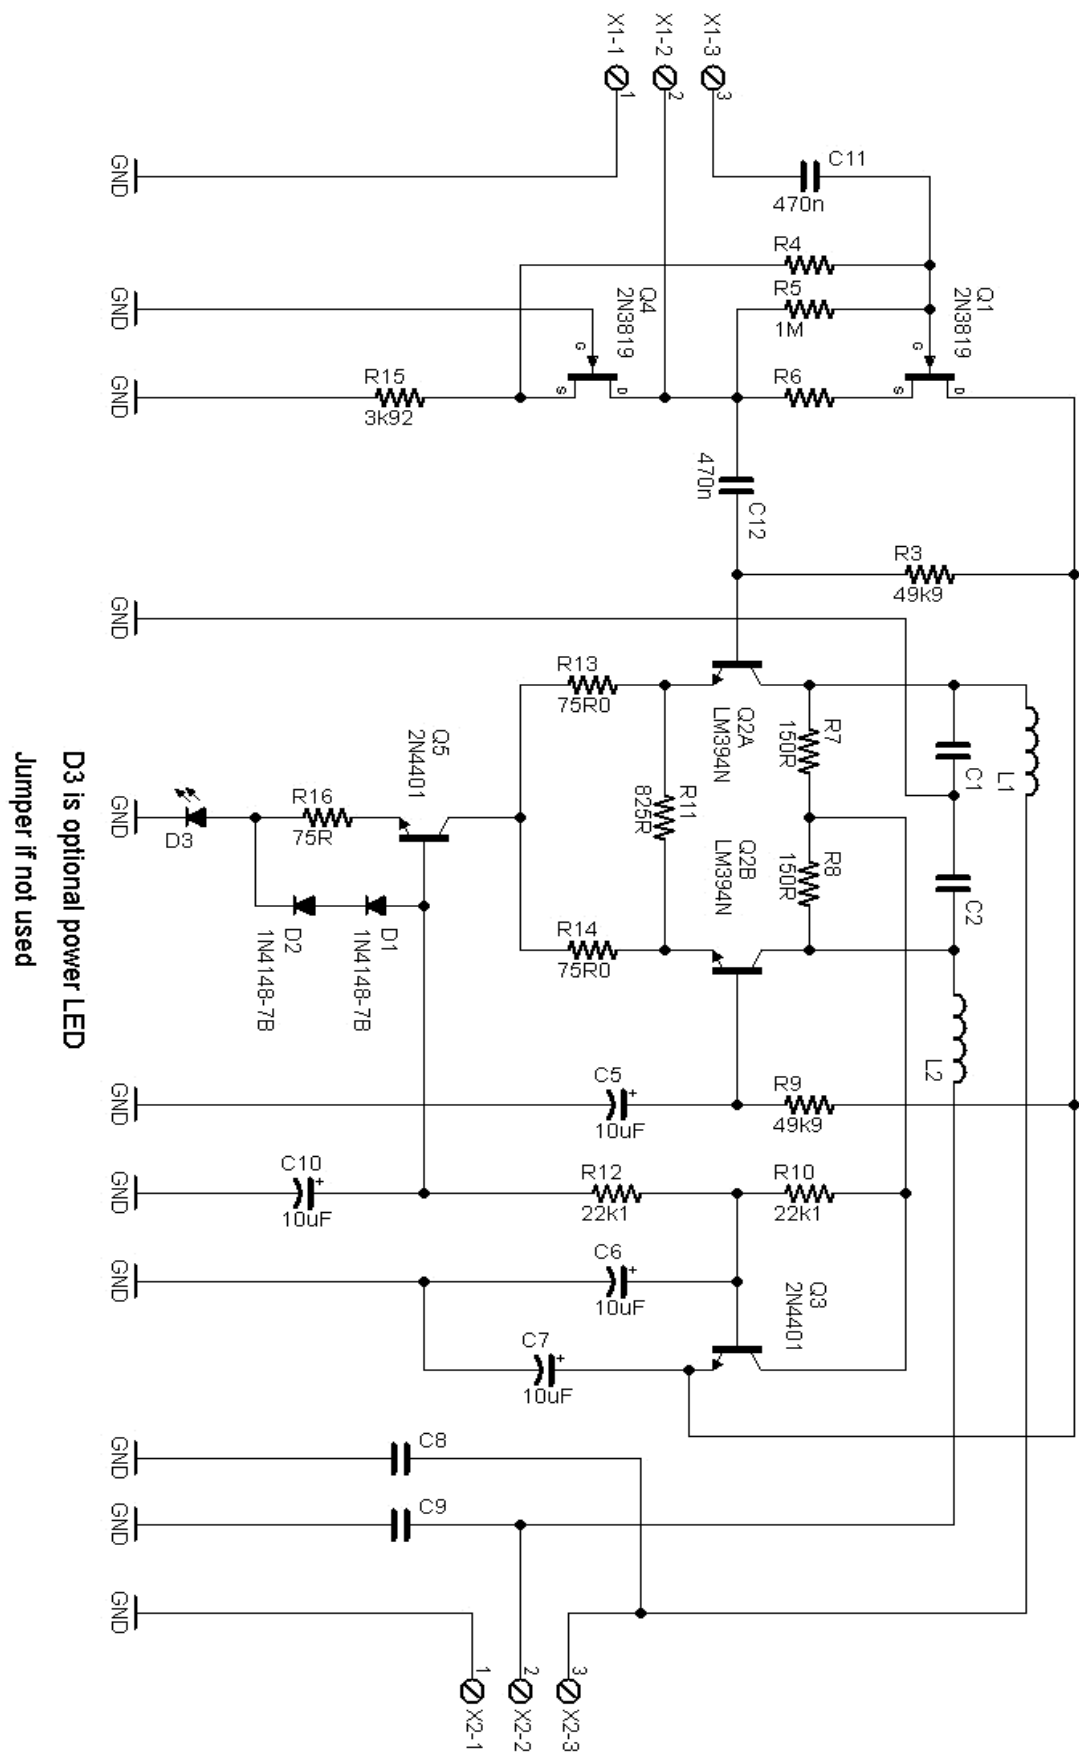 X1-1
X1-2
X1-3
1
2
3
GND
C11
470n
GND
R4
R5
1M
Q4
2N3819
G
S
D
Q1
2N3819
G
S
D
GND
R15
3k92
R6
470n
C12
R3
49k9
GND
R13
75R0
Q2A
LM394N
R7
150R
C1
L1
R11
825R
Q5
2N4401
R16
75R
GND
D3
D2
1N4148-7B
D1
1N4148-7B
Q2B
LM394N
R8
150R
C2
R14
75R0
L2
D3 is optional power LED
Jumper if not used
GND
C5
+
10uF
R9
49k9
GND
C10
+
10uF
R12
22k1
R10
22k1
GND
C6
+
10uF
Q3
2N4401
C7
+
10uF
GND
C8
GND
C9
GND
1
2
3
X2-1
X2-2
X2-3